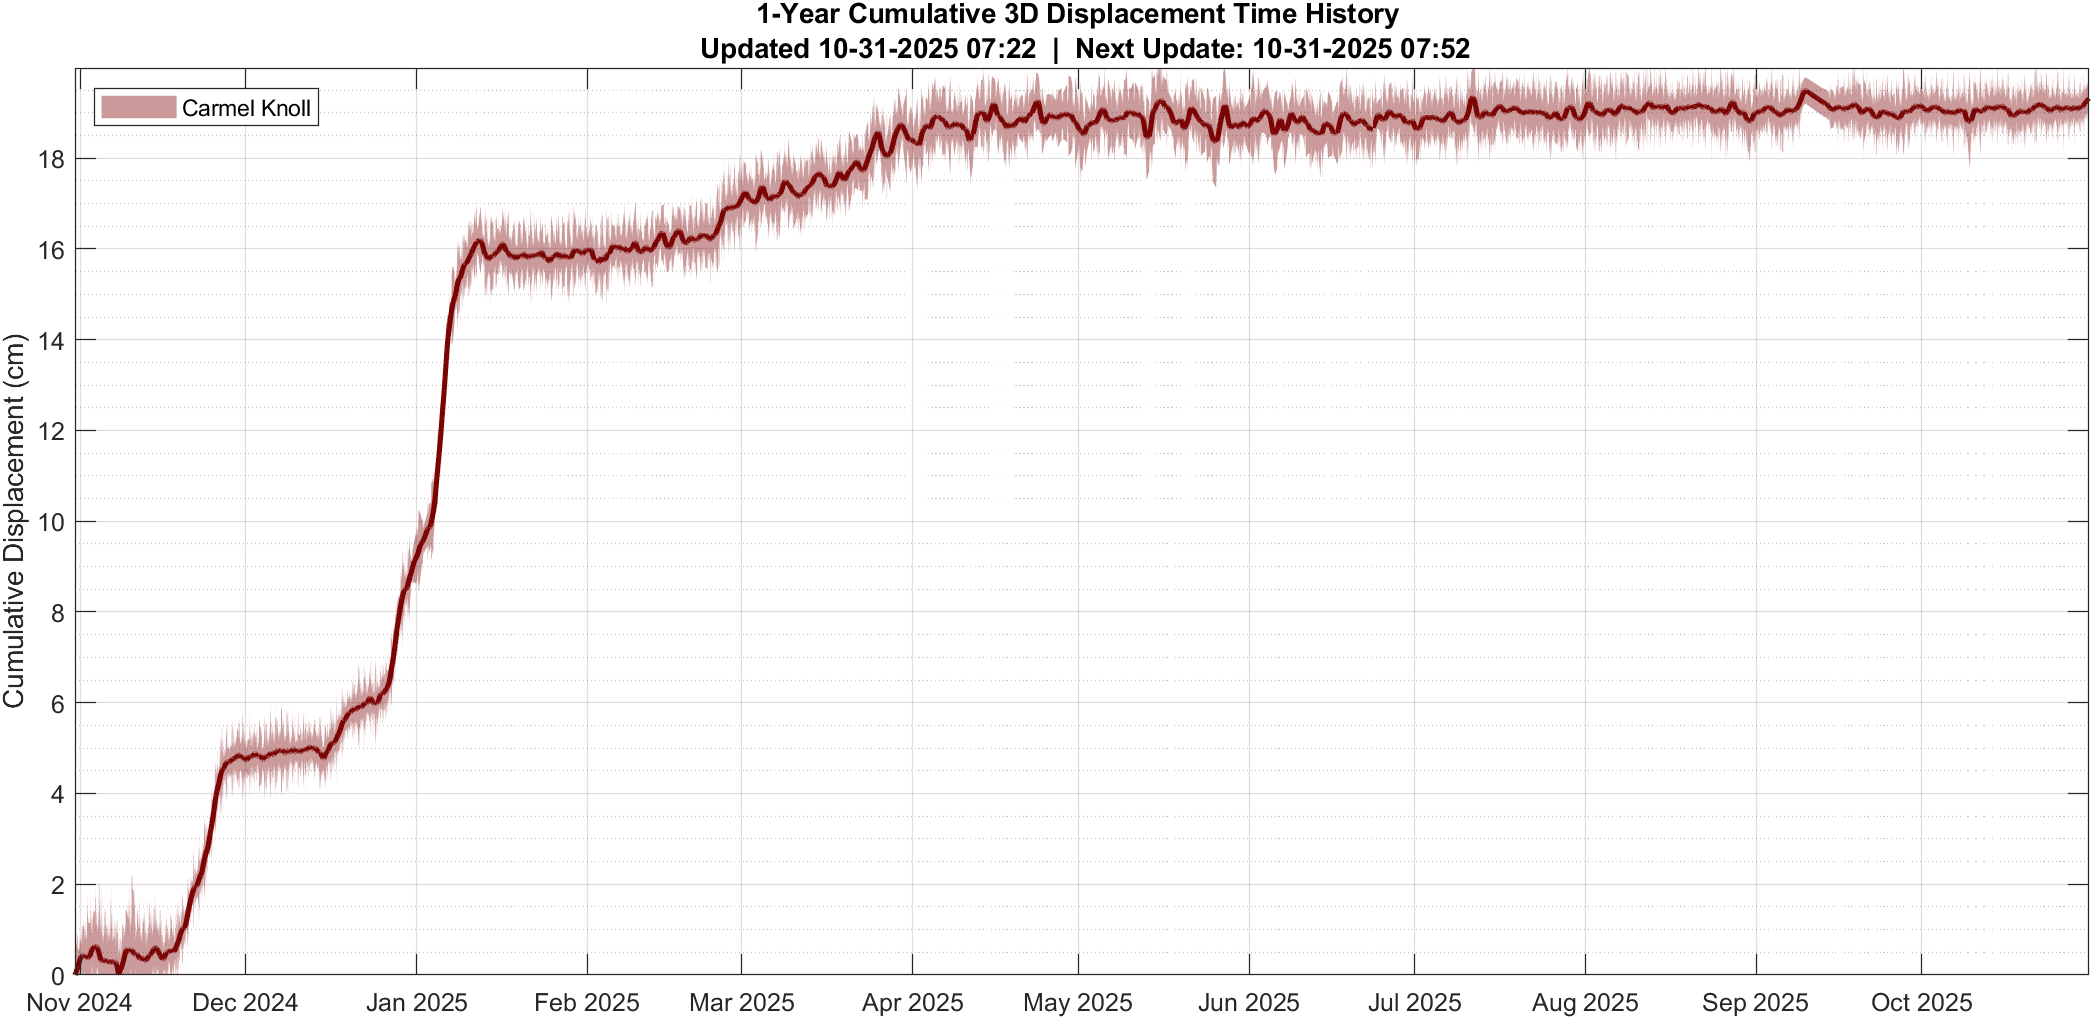 1-Year Cumulative 3D Displacement Time History
Updated 10-31-2025 07:22 | Next Update: 10-31-2025 07:52
Carmel Knoll
Cumulative Displacement (cm)
18
16
14
12
10
8
6
4
2
0
Nov 2024 Dec 2024 Jan 2025 Feb 2025 Mar 2025 Apr 2025 May 2025 Jun 2025 Jul 2025 Aug 2025 Sep 2025 Oct 2025